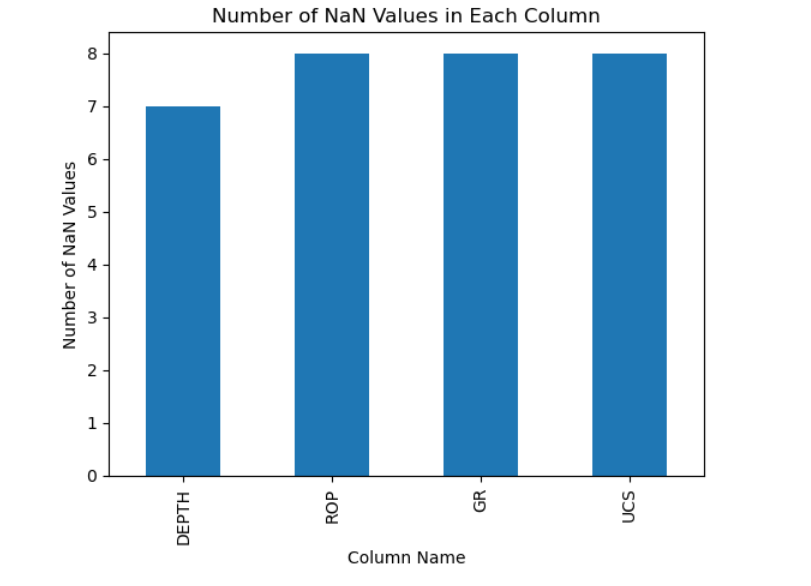 Number of NaN Values in Each Column
Number of NaN Values
8
7
6
5
4
3
2
1
0
DEPTH
ROP
GR
UCS
Column Name